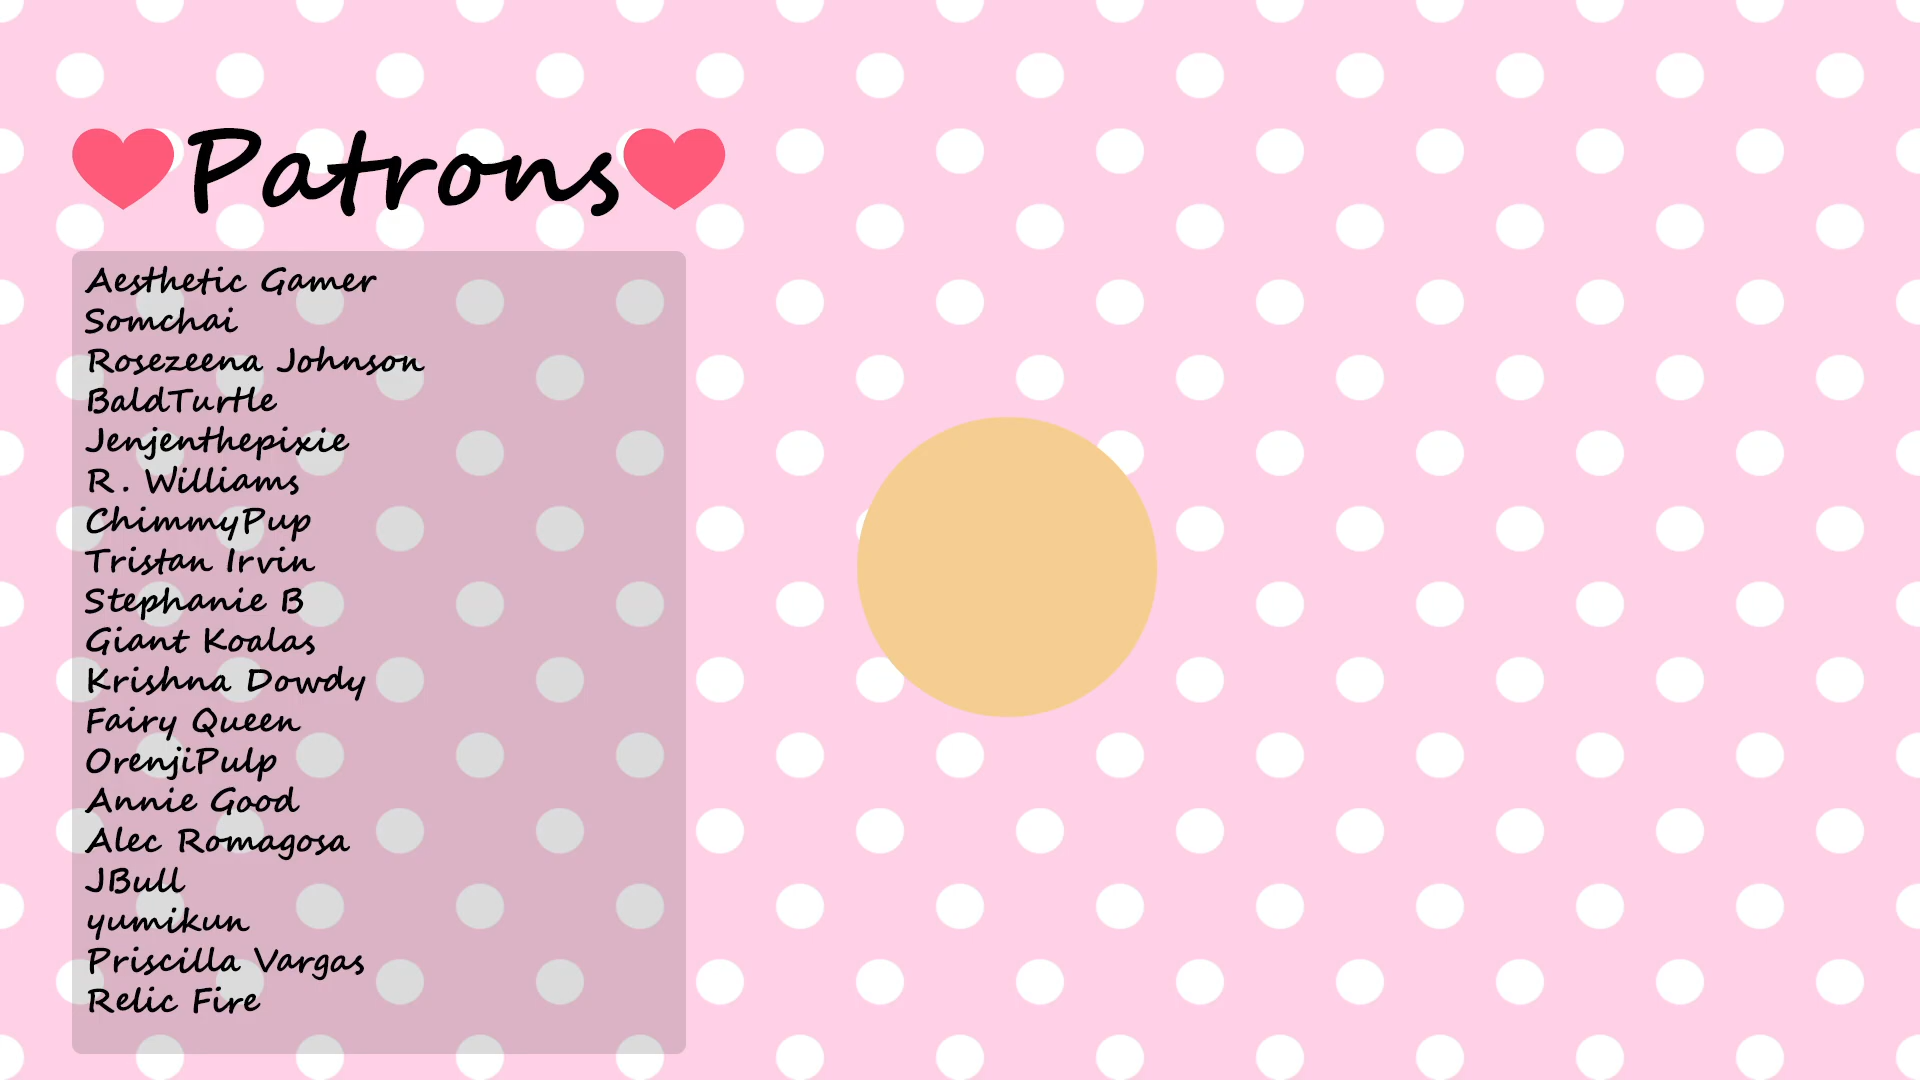 Patrons
Aesthetic Gamer
Somchai
Rosezeena Johnson
BaldTurtle
Jenjenthepixie
R. Williams
ChimmyPup
Tristan Irvin
Stephanie B
Giant Koalas
Krishna Dowdy
Fairy Queen
OrenjiPulp
Annie Good
Alec Romagosa
JBull
yumikun
Priscilla Vargas
Relic Fire